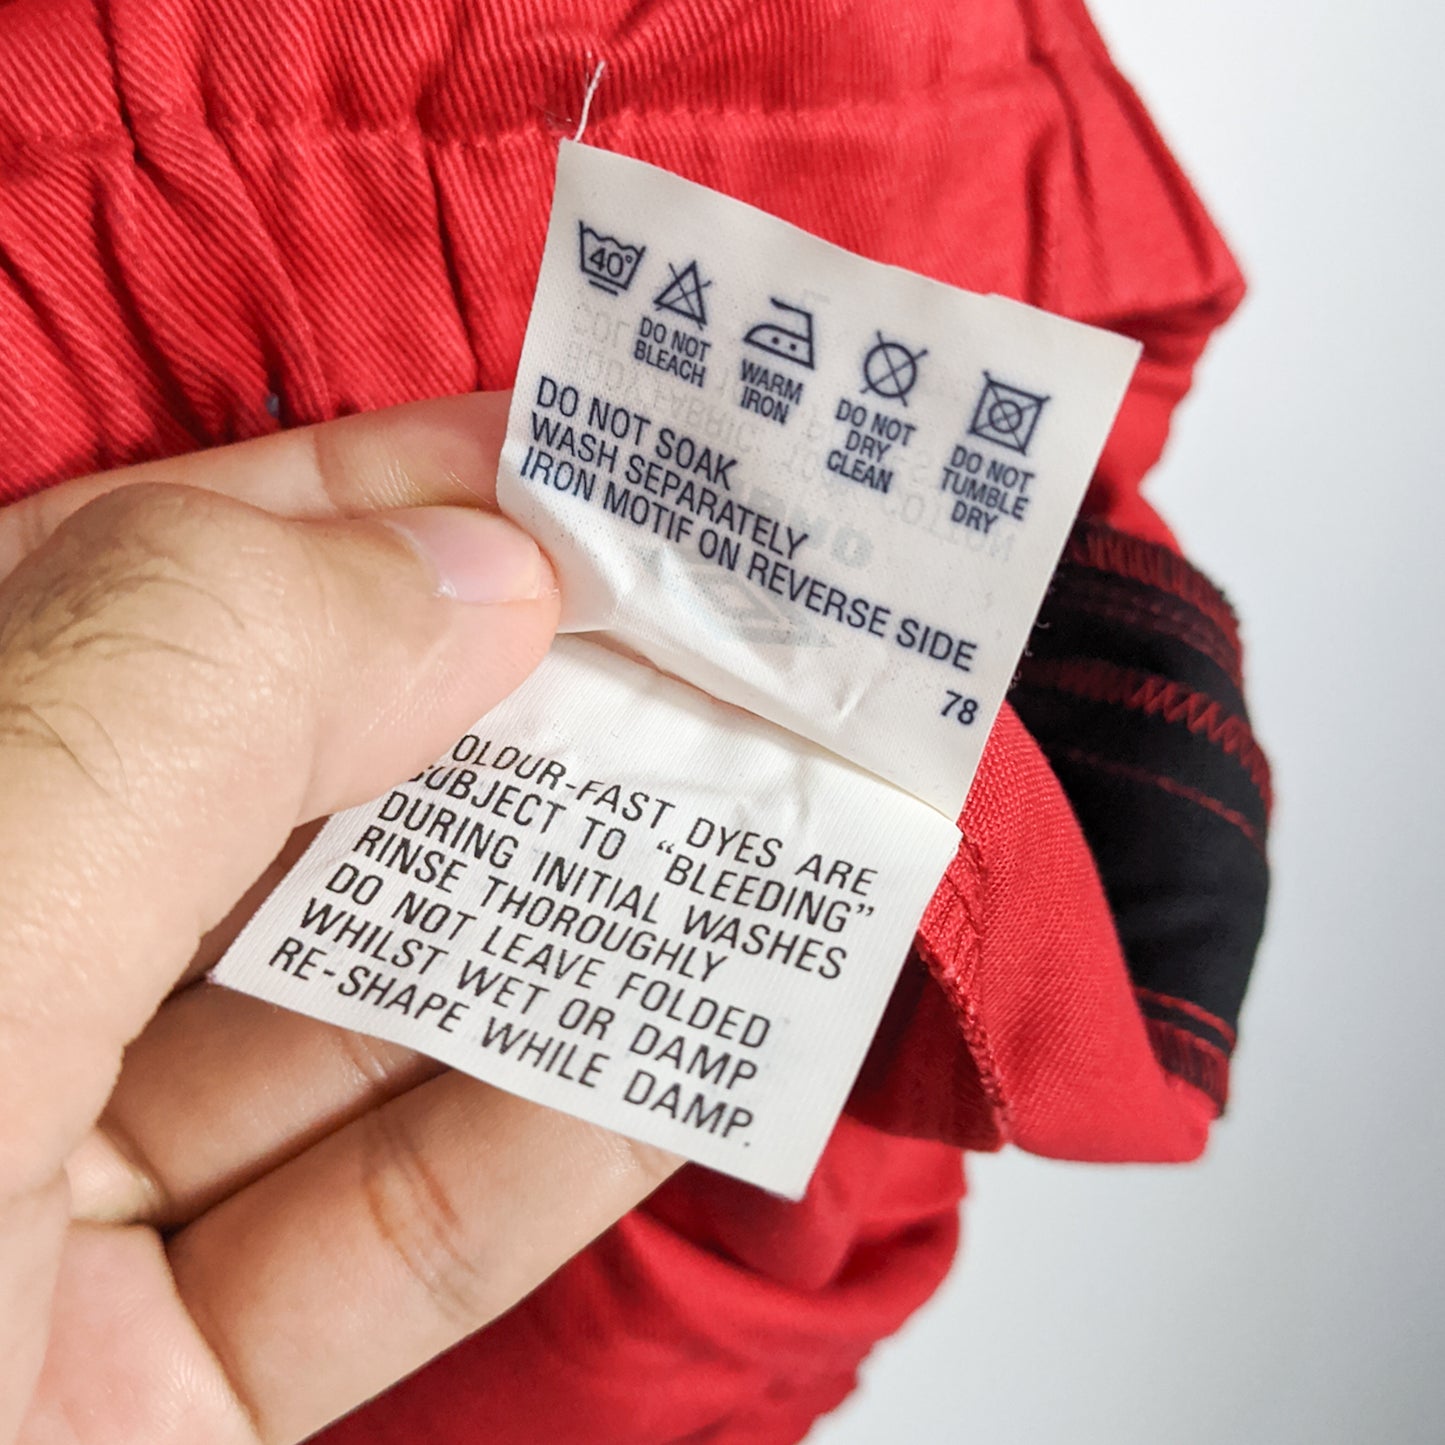 40°
DO NOT
BLEACH
WARM
IRON
DO NOT
DRY
CLEAN
DO NOT
TUMBLE
DRY
DO NOT SOAK
WASH SEPARATELY
IRON MOTIF ON REVERSE SIDE
78
OLOUR-FAST DYES ARE
SUBJECT TO “BLEEDING”
DURING INITIAL WASHES
RINSE THOROUGHLY
DO NOT LEAVE FOLDED
WHILST WET OR DAMP
RE-SHAPE WHILE DAMP.